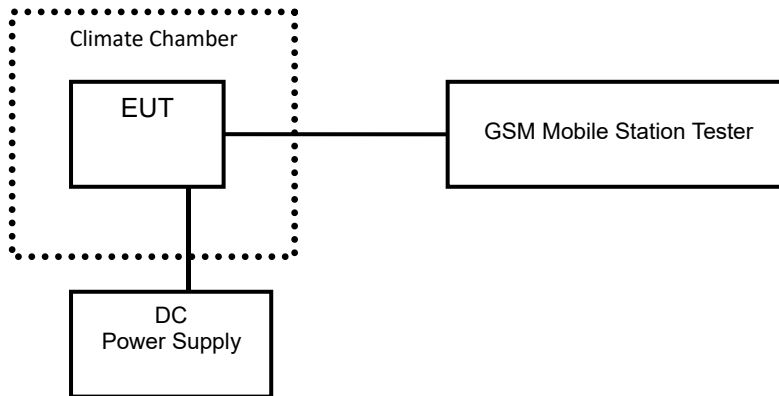 Climate Chamber
EUT
GSM Mobile Station Tester
DC
Power Supply